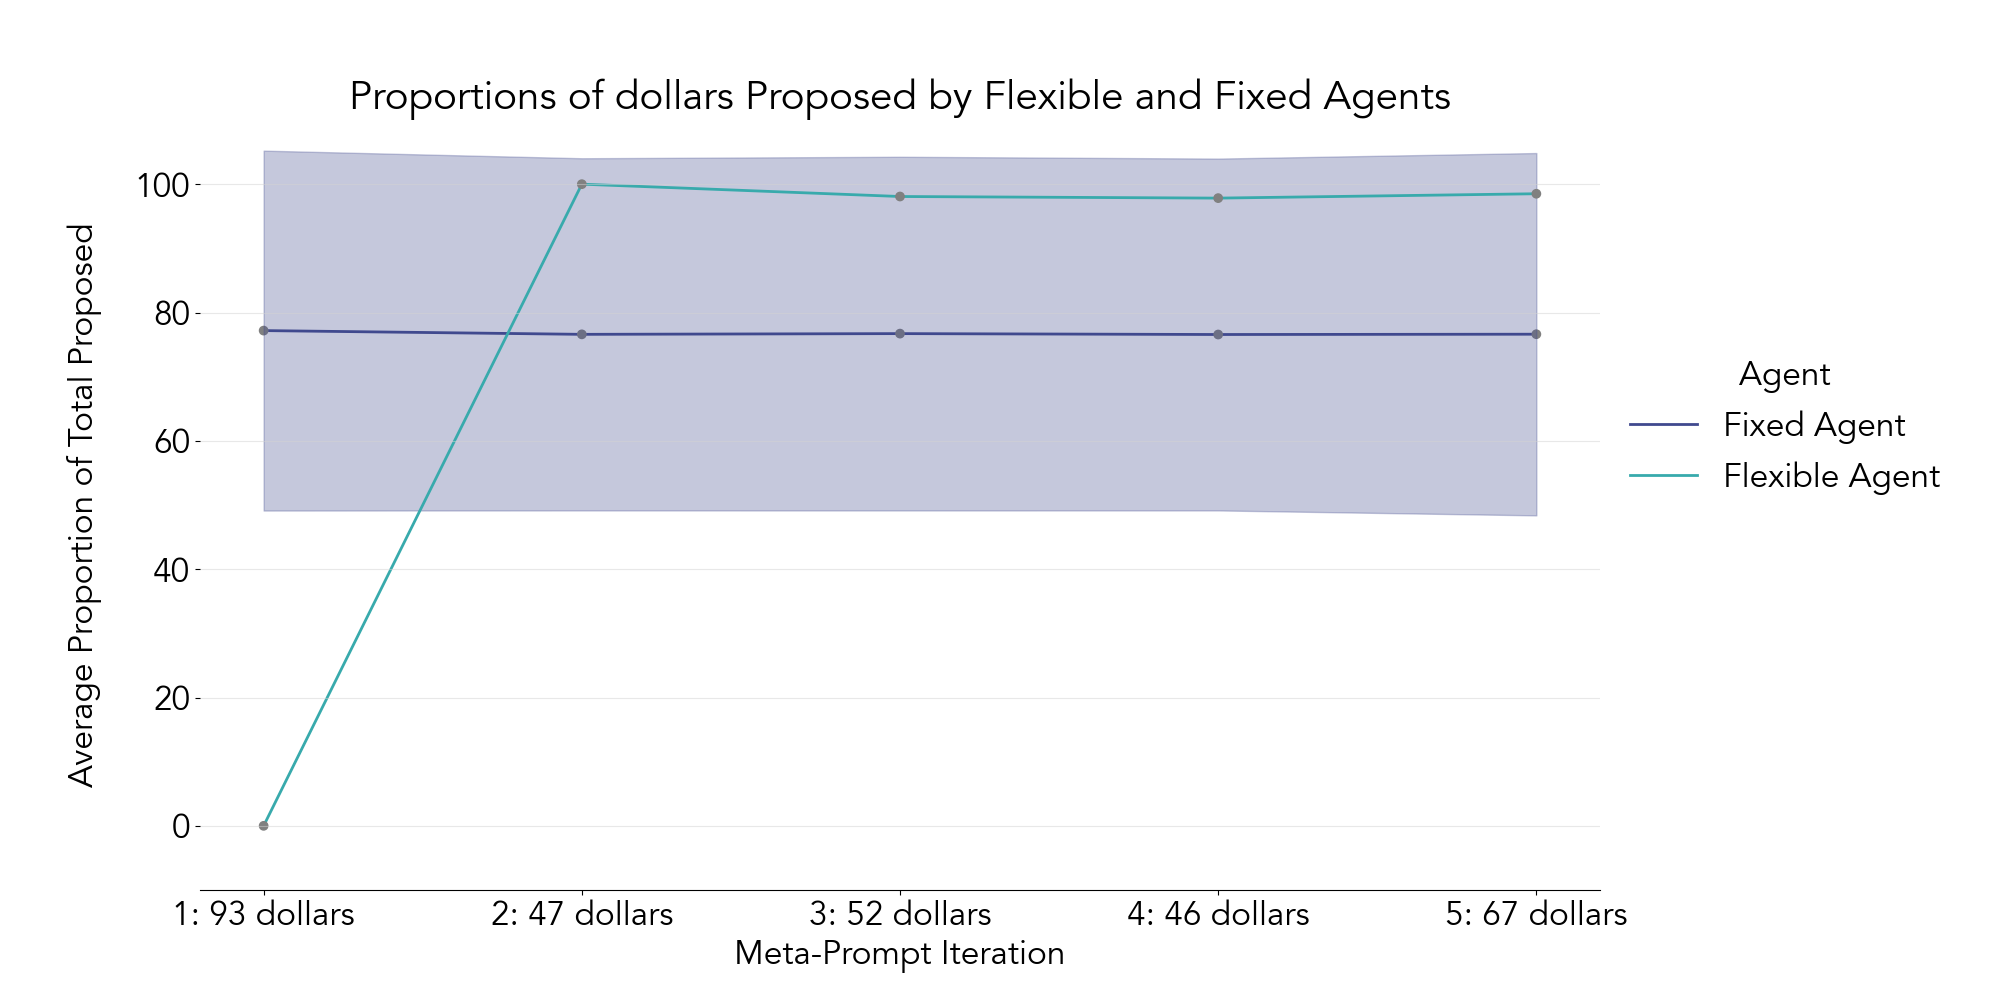 Proportions of dollars Proposed by Flexible and Fixed Agents
Average Proportion of Total Proposed
100
80
60
40
20
0
1: 93 dollars
2: 47 dollars
3: 52 dollars
4: 46 dollars
5: 67 dollars
Meta-Prompt Iteration
Agent
Fixed Agent
Flexible Agent